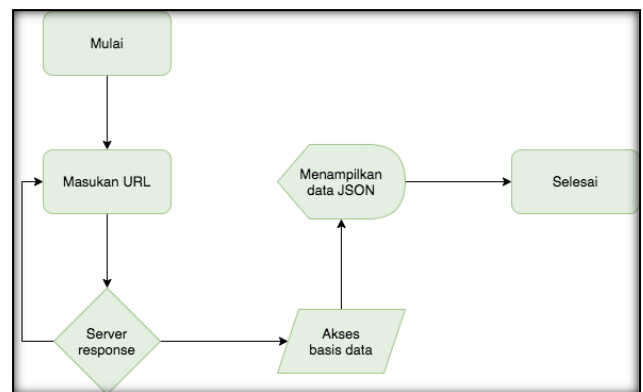 Mulai
Masukan URL
Server
response
Akses
basis data
Menampilkan
data JSON
Selesai